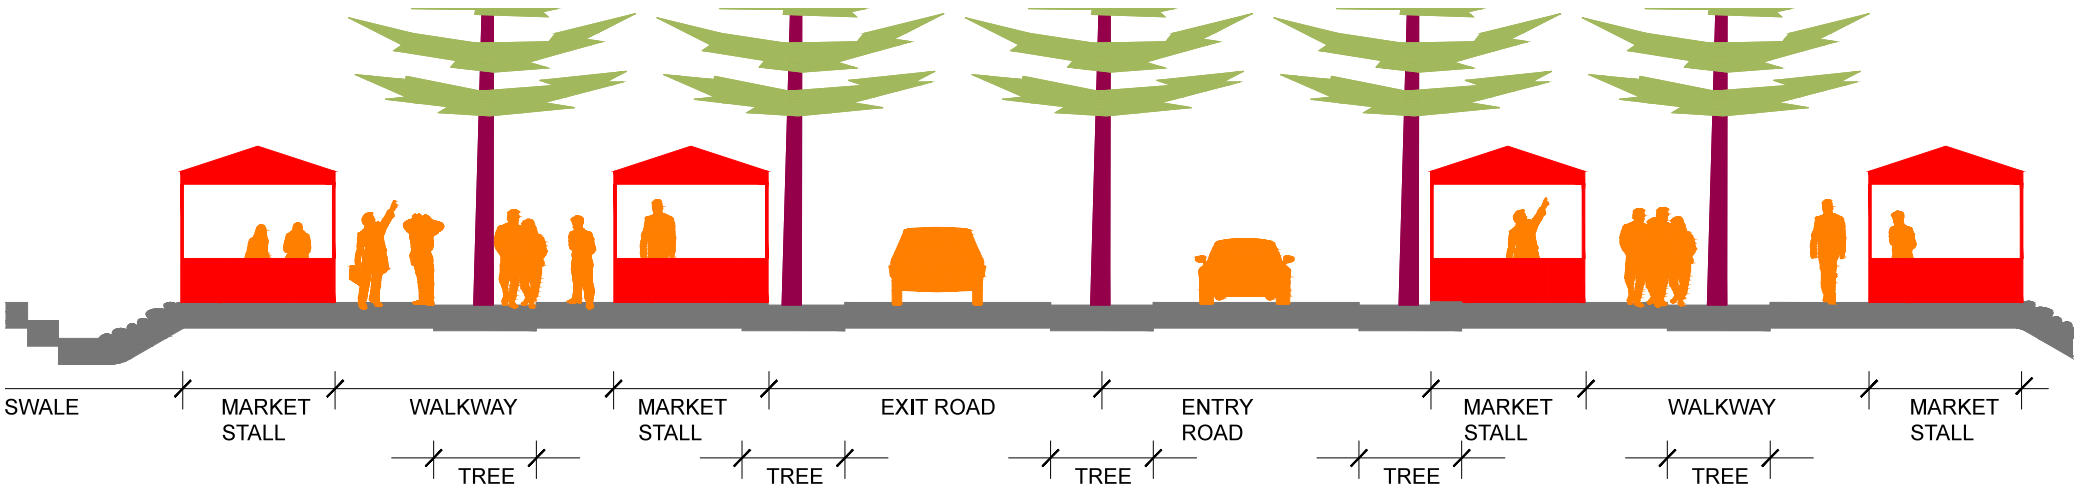 SWALE
MARKET
STALL
WALKWAY
MARKET
STALL
EXIT ROAD
ENTRY
ROAD
MARKET
STALL
WALKWAY
MARKET
STALL
TREE
TREE
TREE
TREE
TREE